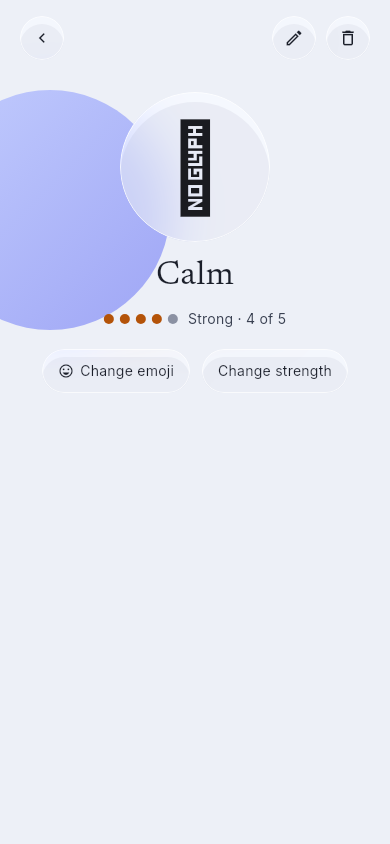 NO GLYPH
Calm
Strong · 4 of 5
Change emoji
Change strength